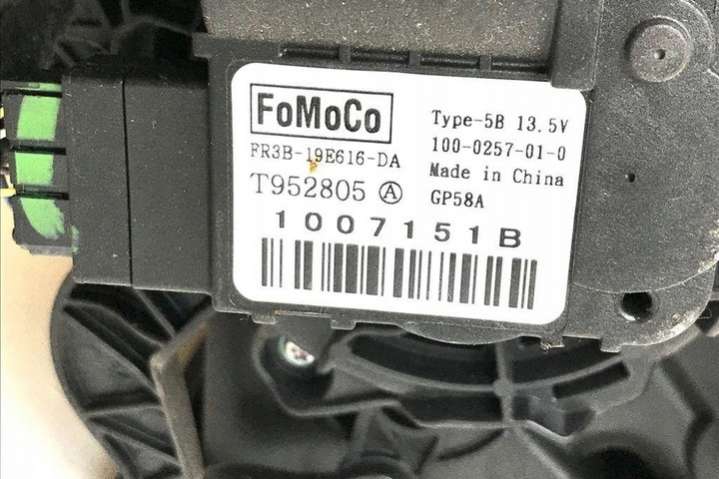 FoMoCo
FR3B-19E616-DA
T952805 Ⓐ
Type-5B 13.5V
100-0257-01-0
Made in China
GP58A
1007151B